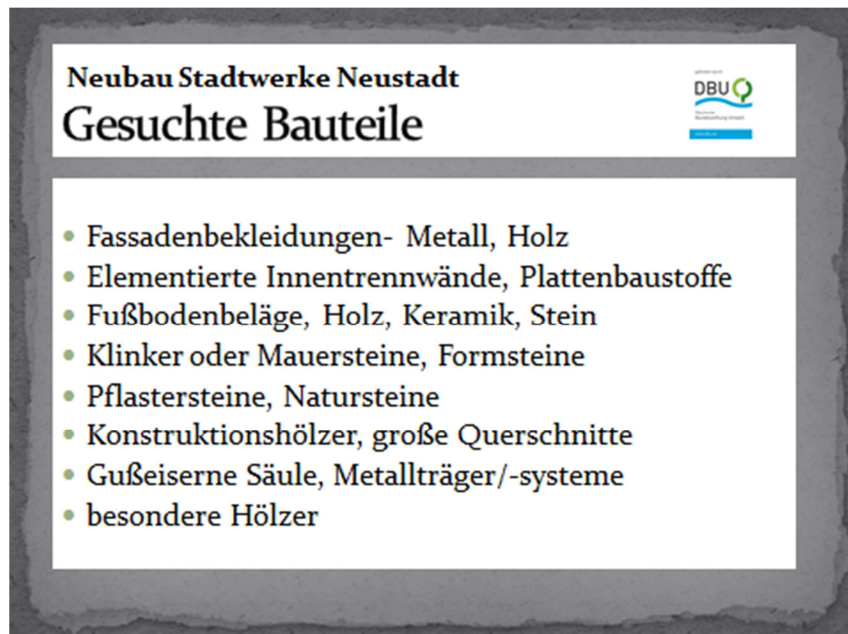 Neubau Stadtwerke Neustadt
Gesuchte Bauteile
DBU
• Fassadenbekleidungen- Metall, Holz
• Elementierte Innentrennwände, Plattenbaustoffe
• Fußbodenbeläge, Holz, Keramik, Stein
• Klinker oder Mauersteine, Formsteine
• Pflastersteine, Natursteine
• Konstruktionshölzer, große Querschnitte
• Gußeiserne Säule, Metallträger/-systeme
• besondere Hölzer